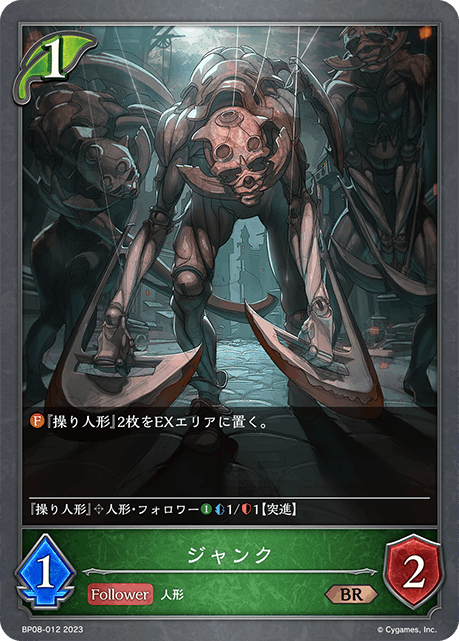 1
F『操り人形』2枚をEXエリアに置く。
『操り人形』✧人形・フォロワー1 1/1【突進】
ジャンク
1
Follower 人形
BR
2
BP08-012 2023
© Cygames, Inc.